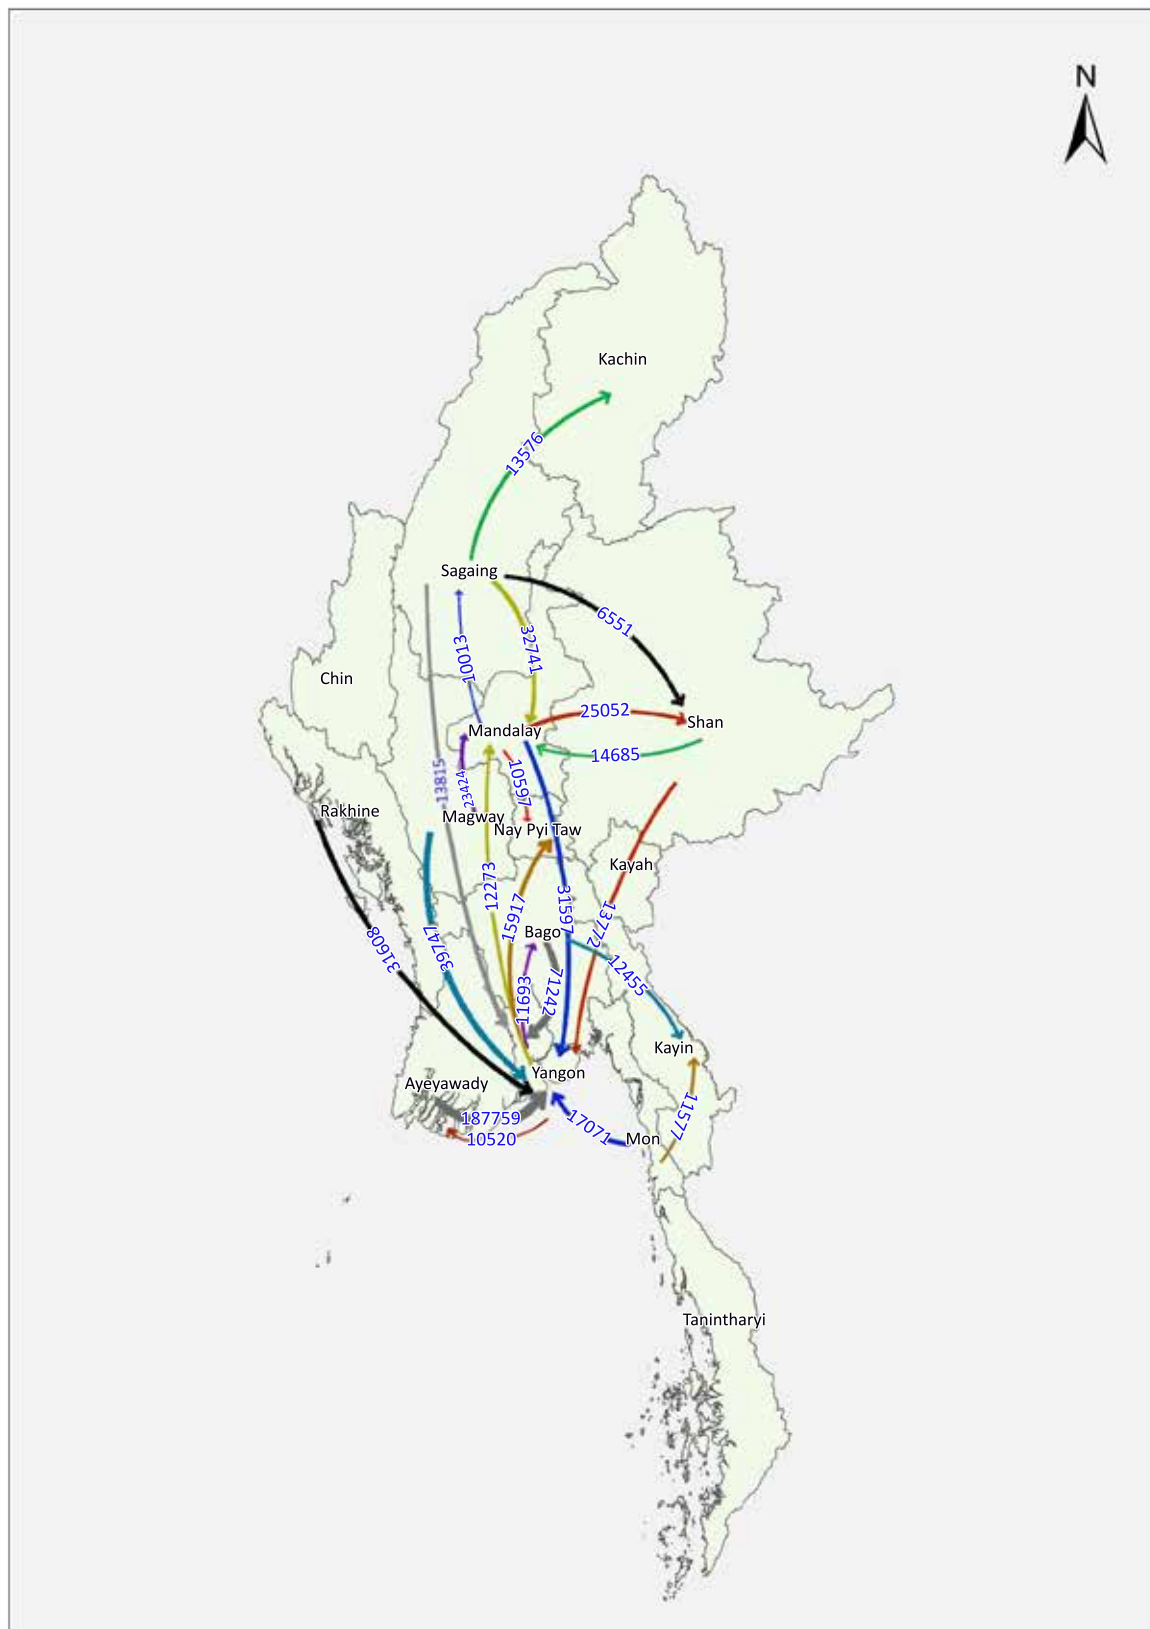 N
Kachin
13576
Sagaing
6551
32741
10013
Chin
25052
Shan
Mandalay
14685
10597
13815
23424
Rakhine
Magway
Nay Pyi Taw
Kayah
12273
15917
31597
13772
Bago
31608
39747
12455
11693
71242
Kayin
Yangon
Ayeyawady
187759
17071
11577
10520
Mon
Tanintharyi